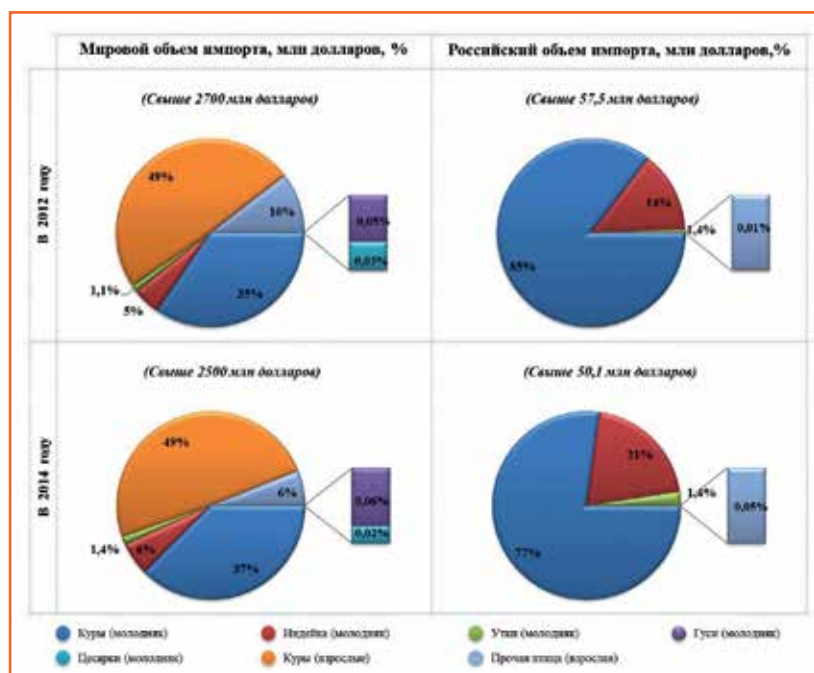 Мировой объем импорта, млн долларов, %
Российский объем импорта, млн долларов,%
В 2012 году
(Свыше 2700 млн долларов)
49%
10%
0,05%
0,03%
1,1%
5%
35%
(Свыше 57,5 млн долларов)
14%
1,4%
0,01%
85%
В 2014 году
(Свыше 2500 млн долларов)
49%
6%
0,06%
0,02%
1,4%
6%
37%
(Свыше 50,1 млн долларов)
21%
1,4%
0,05%
77%
Куры (молодняк)
Индейка (молодняк)
Утки (молодняк)
Гуси (молодняк)
Цесарки (молодняк)
Куры (взрослые)
Прочая птица (взрослая)